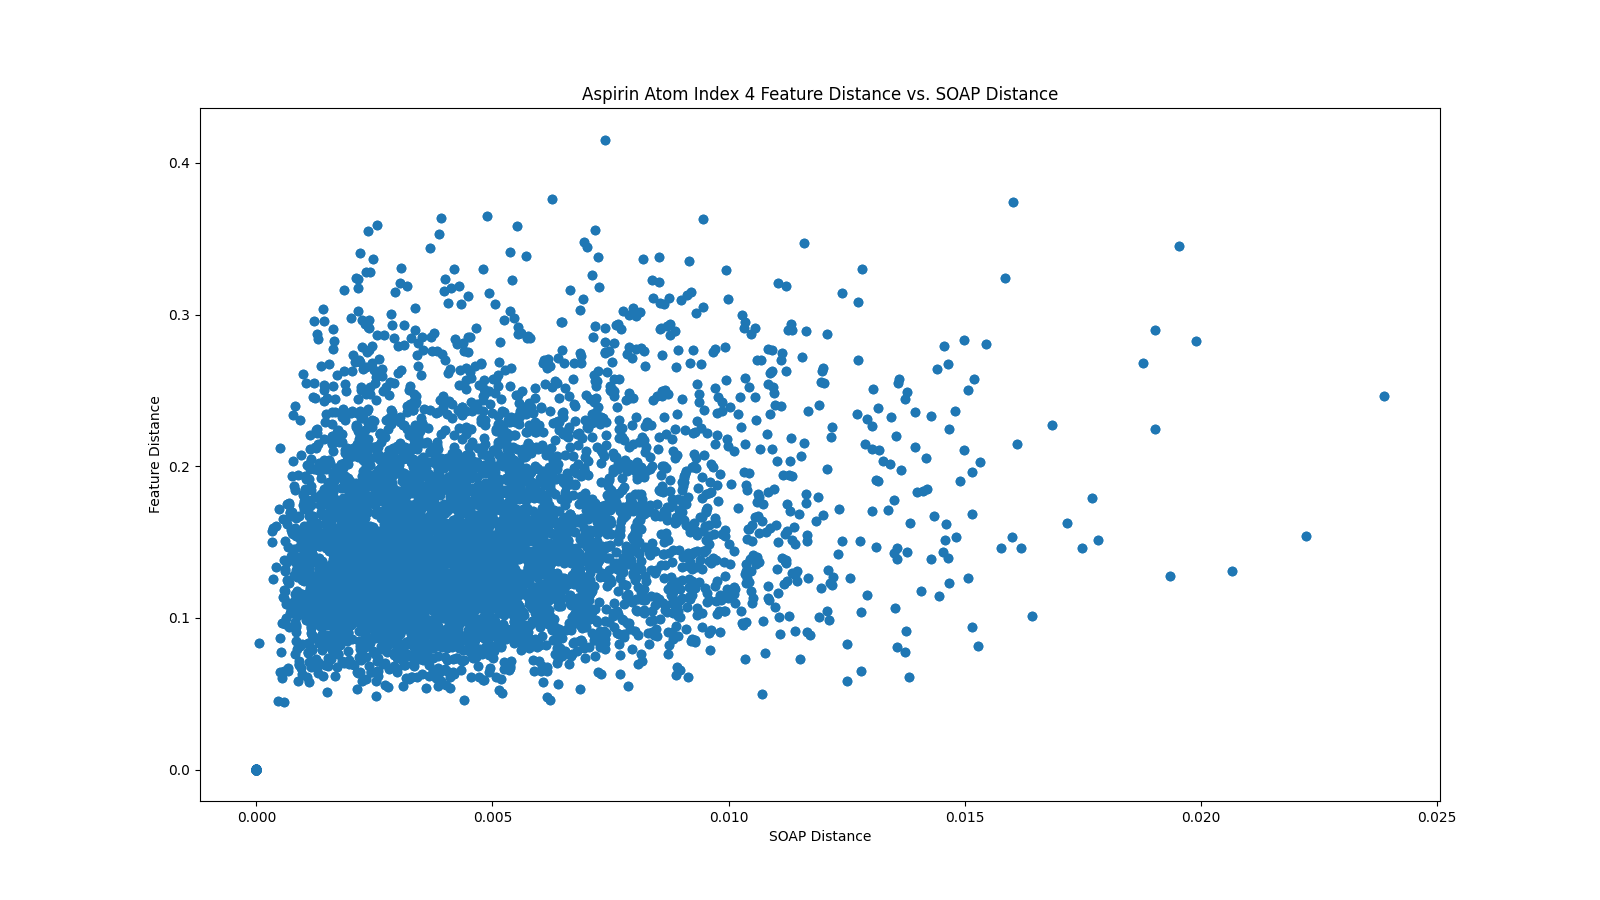 Aspirin Atom Index 4 Feature Distance vs. SOAP Distance
0.4
0.3
0.2
0.1
0.0
Feature Distance
0.000 0.005 0.010 0.015 0.020 0.025
SOAP Distance